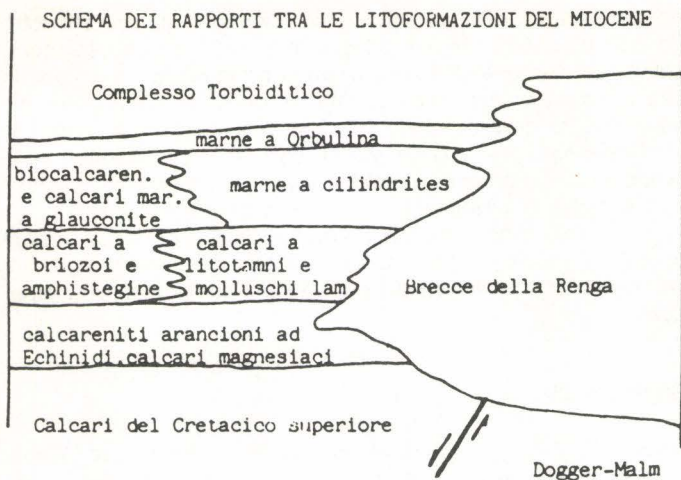 SCHEMA DEI RAPPORTI TRA LE LITOFORMAZIONI DEL MIOCENE
Complesso Torbiditico
marne a Orbulina
biocalcaren.
e calcari mar.
a glauconite
marne a cilindrites
calcari a
briozoi e
amphistegine
calcari a
litotamni e
molluschi lam
Brecce della Renga
calcareniti arancioni ad
Echinidi.calcari magnesiaci
Calcari del Cretacico superiore
Dogger-Malm